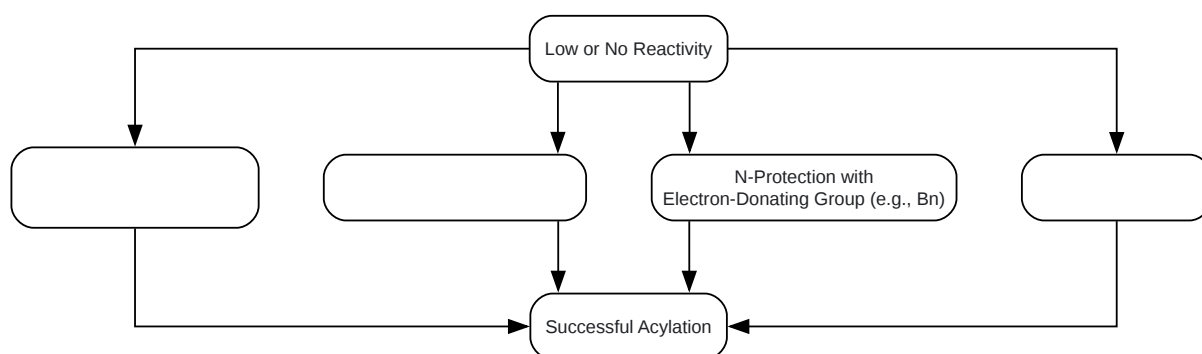 Low or No Reactivity
N-Protection with
Electron-Donating Group (e.g., Bn)
Successful Acylation